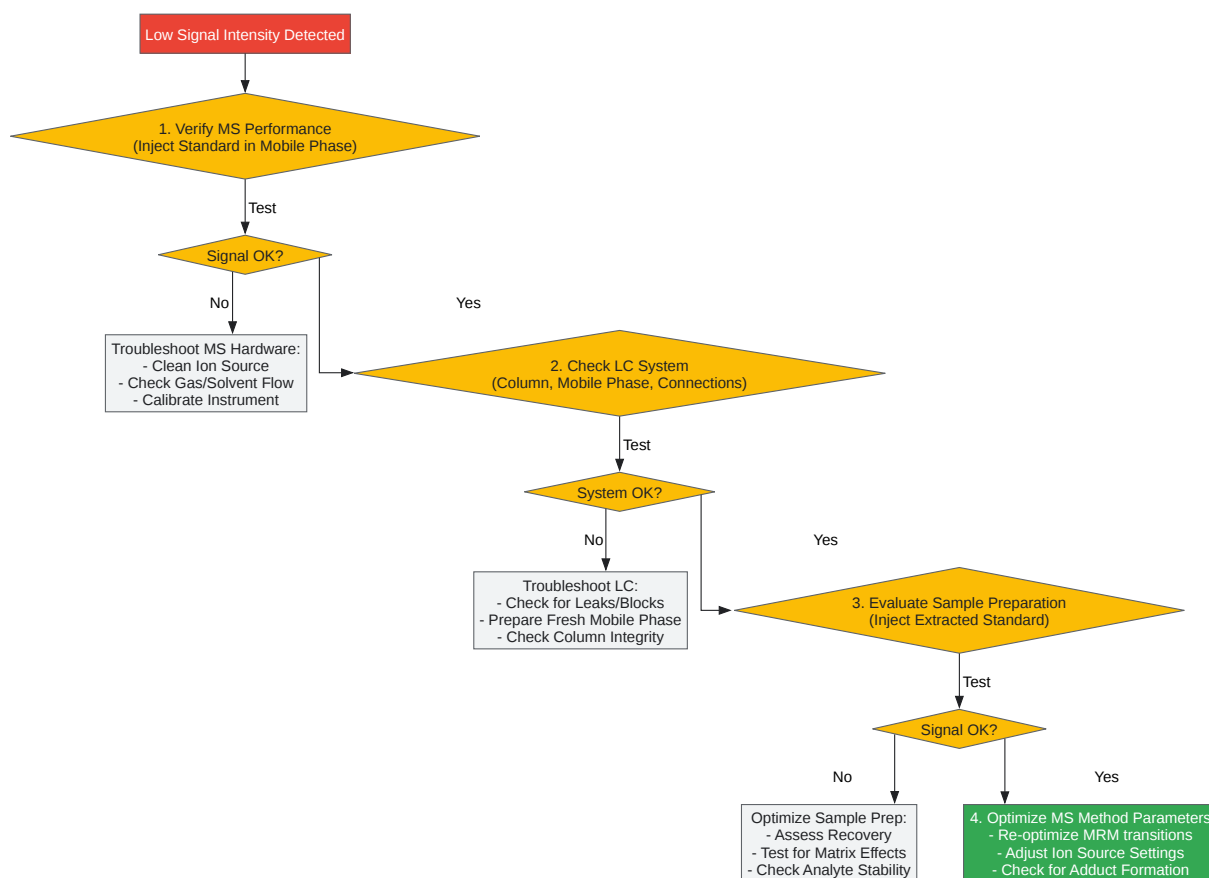 Low Signal Intensity Detected
1. Verify MS Performance
(Inject Standard in Mobile Phase)
Test
Signal OK?
No
Yes
Troubleshoot MS Hardware:
- Clean Ion Source
- Check Gas/Solvent Flow
- Calibrate Instrument
2. Check LC System
(Column, Mobile Phase, Connections)
Test
System OK?
No
Yes
Troubleshoot LC:
- Check for Leaks/Blocks
- Prepare Fresh Mobile Phase
- Check Column Integrity
3. Evaluate Sample Preparation
(Inject Extracted Standard)
Test
Signal OK?
No
Yes
Optimize Sample Prep:
- Assess Recovery
- Test for Matrix Effects
- Check Analyte Stability
4. Optimize MS Method Parameters
- Re-optimize MRM transitions
- Adjust Ion Source Settings
- Check for Adduct Formation